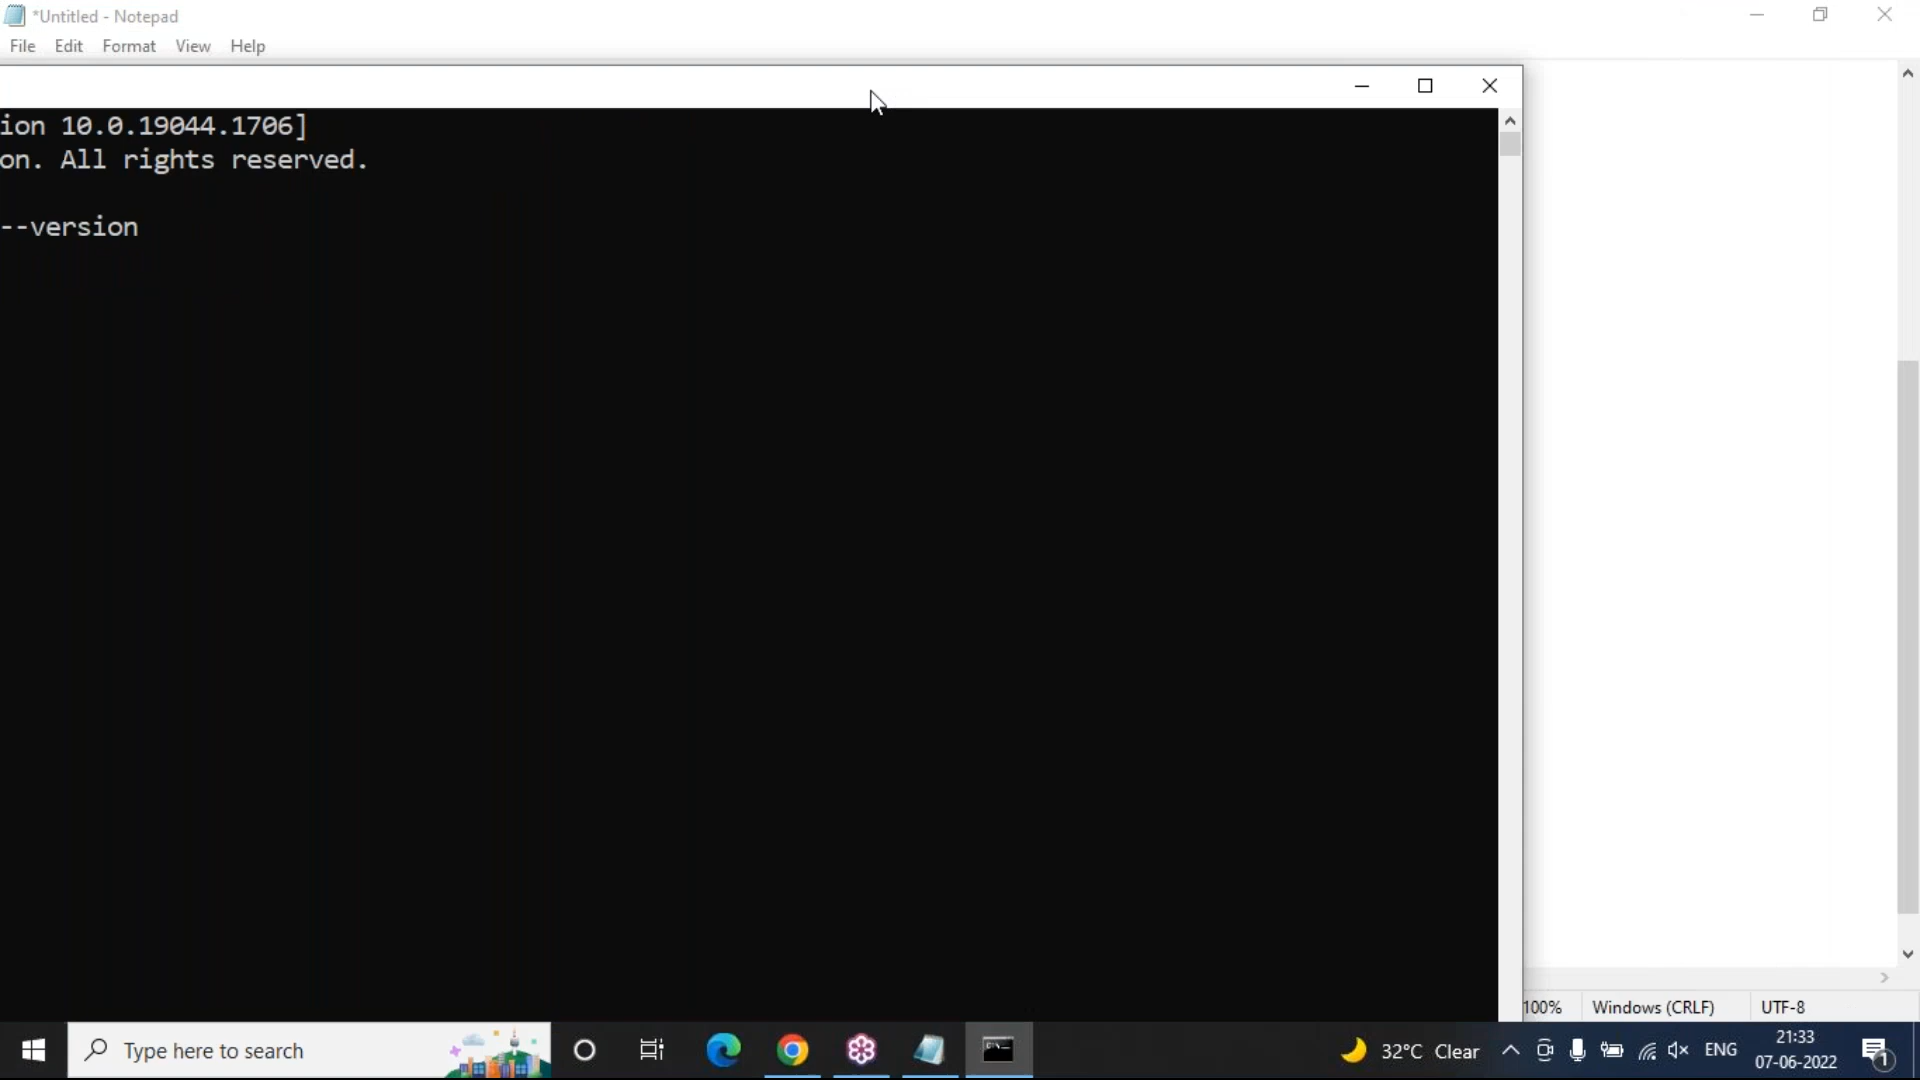 *Untitled - Notepad
File Edit Format View Help
ion 10.0.19044.1706]
on. All rights reserved.
--version
100% Windows (CRLF) UTF-8
Type here to search
32°C Clear
ENG
21:33
07-06-2022
1